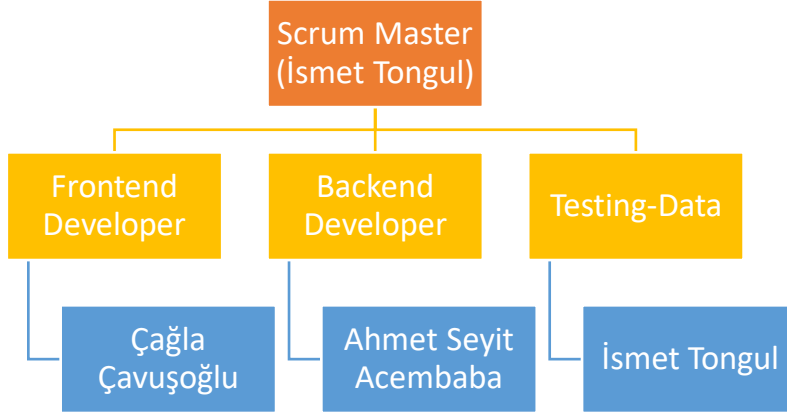 Scrum Master
(İsmet Tongul)
Frontend
Developer
Backend
Developer
Testing-Data
Çağla
Çavuşoğlu
Ahmet Seyit
Acembaba
İsmet Tongul